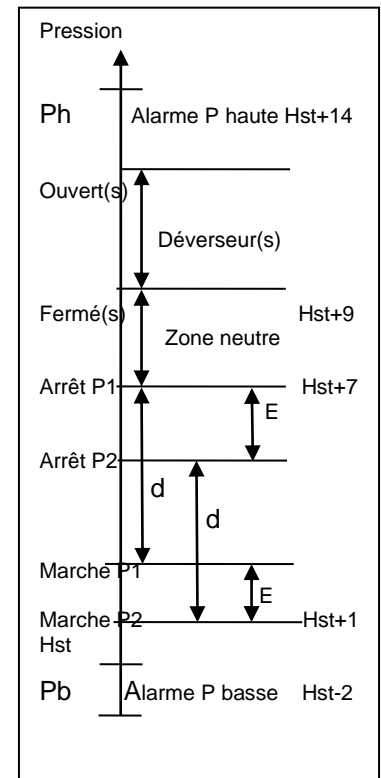 Pression
Ph Alarme P haute Hst+14
Ouvert(s)
Déverseur(s)
Fermé(s) Hst+9
Zone neutre
Arrêt P1 Hst+7
E
Arrêt P2
d
d
Marche P1
E
Marche P2 Hst+1
Hst
Pb Alarme P basse Hst-2